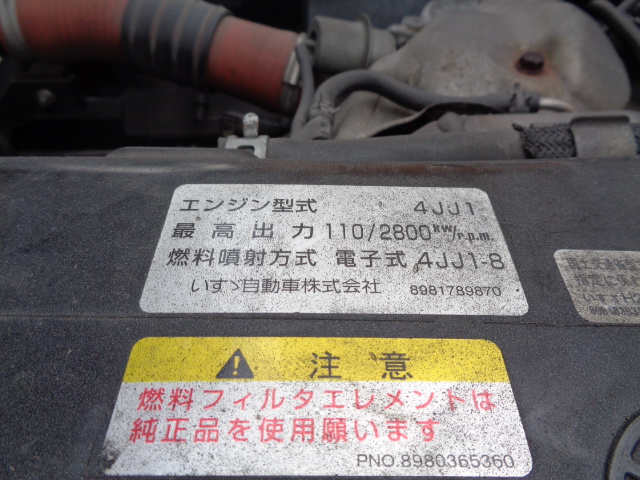 エンジン型式 4JJ1
最高出力 110/2800 kW/r.p.m.
燃料噴射方式 電子式 4JJ1-8
いすゞ自動車株式会社 8981789870
注意
燃料フィルタエレメントは
純正品を使用願います
PNO.8980365360